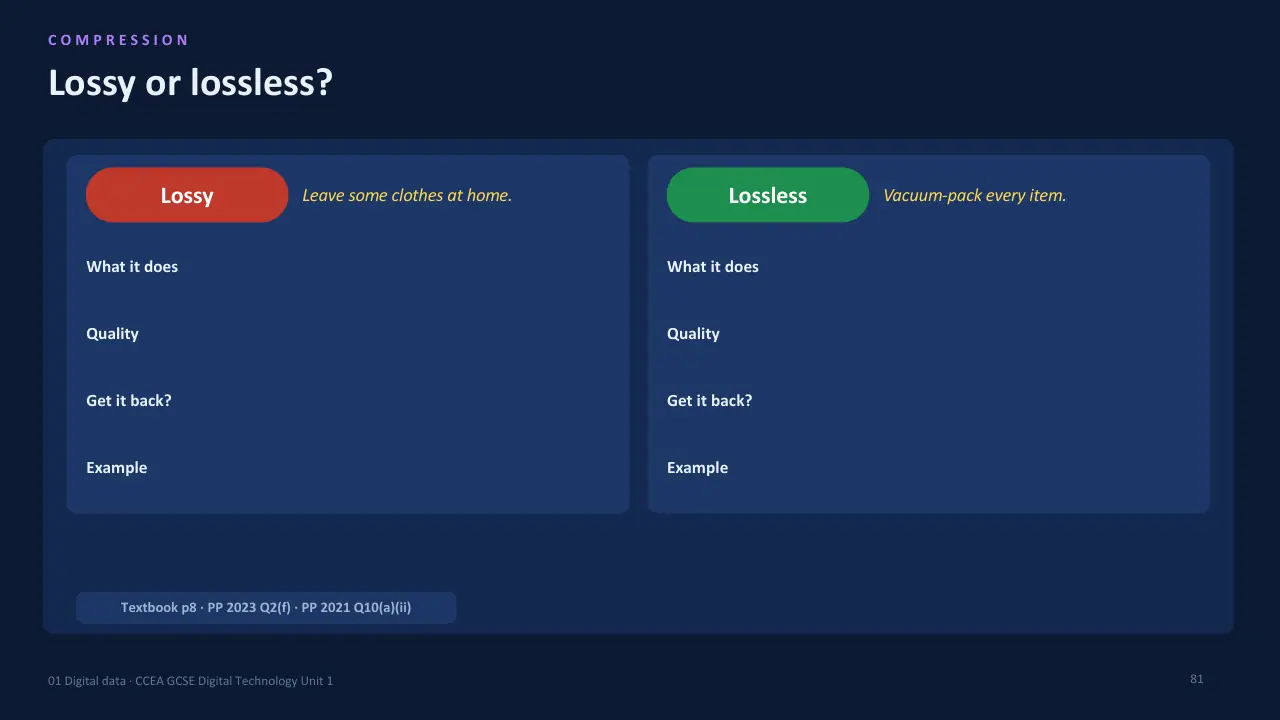 COMPRESSION
Lossy or lossless?
Lossy
Leave some clothes at home.
What it does
Quality
Get it back?
Example
Lossless
Vacuum-pack every item.
What it does
Quality
Get it back?
Example
Textbook p8 · PP 2023 Q2(f) · PP 2021 Q10(a)(ii)
01 Digital data · CCEA GCSE Digital Technology Unit 1
81